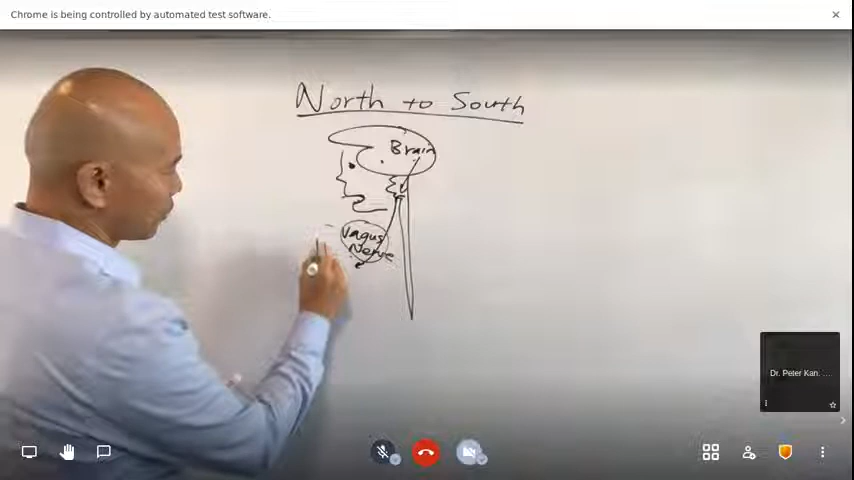 Chrome is being controlled by automated test software.
North to South
Brain
Vagus
Nerve
Dr. Peter Kan. ...